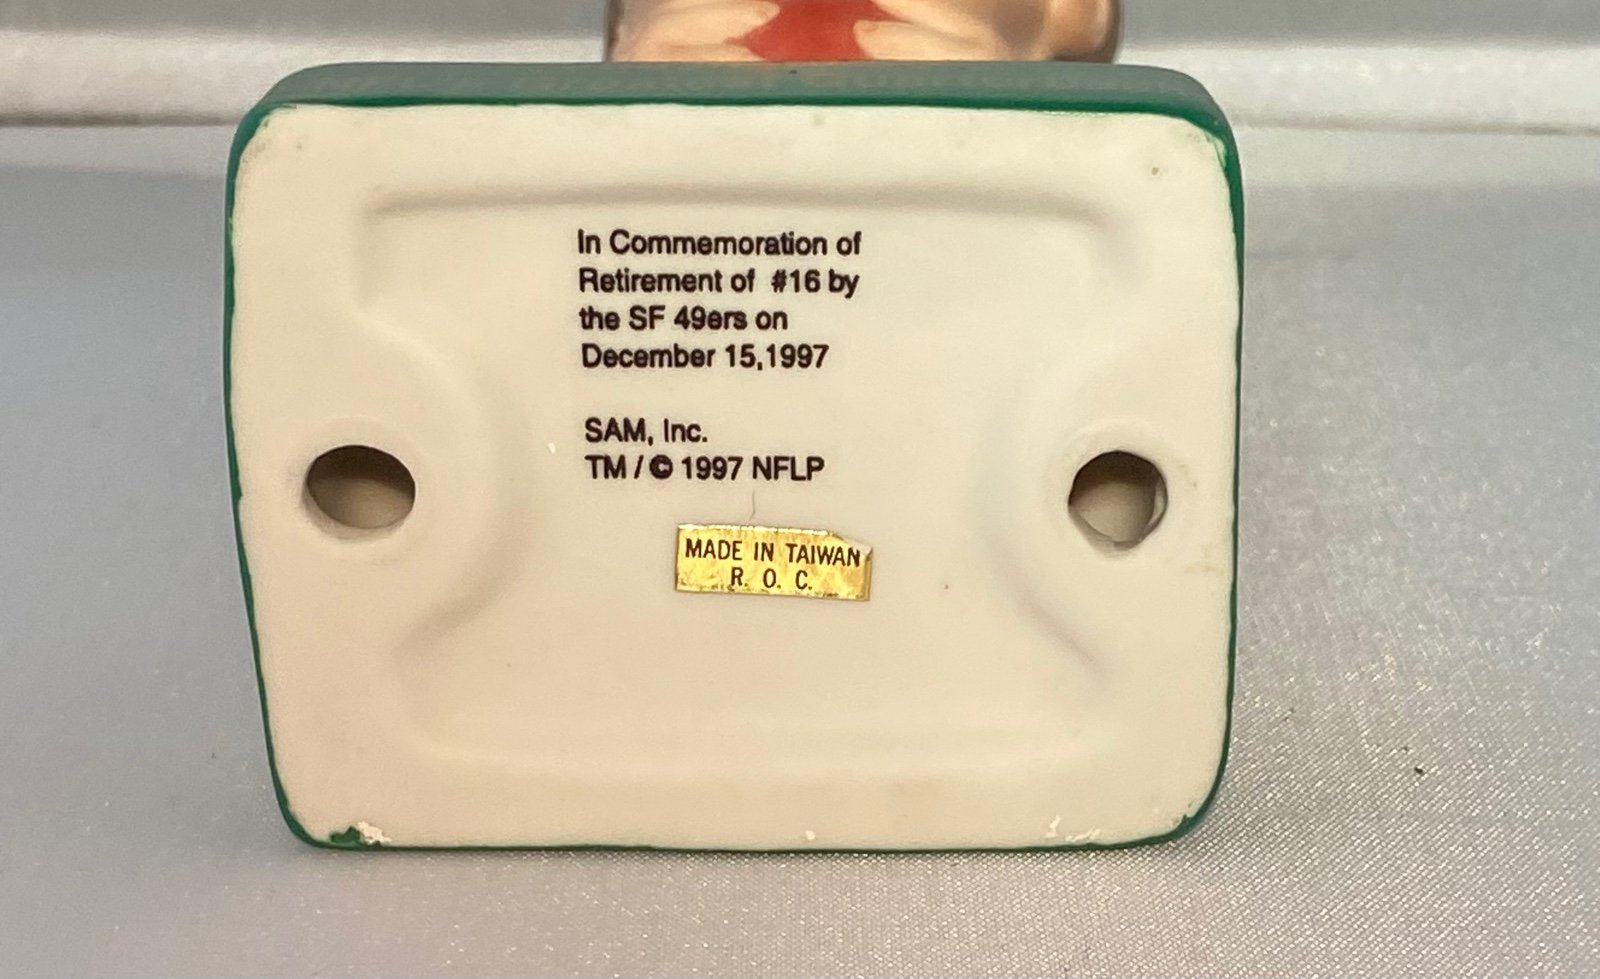 In Commemoration of
Retirement of #16 by
the SF 49ers on
December 15,1997
SAM, Inc.
TM / © 1997 NFLP
MADE IN TAIWAN
R. O. C.